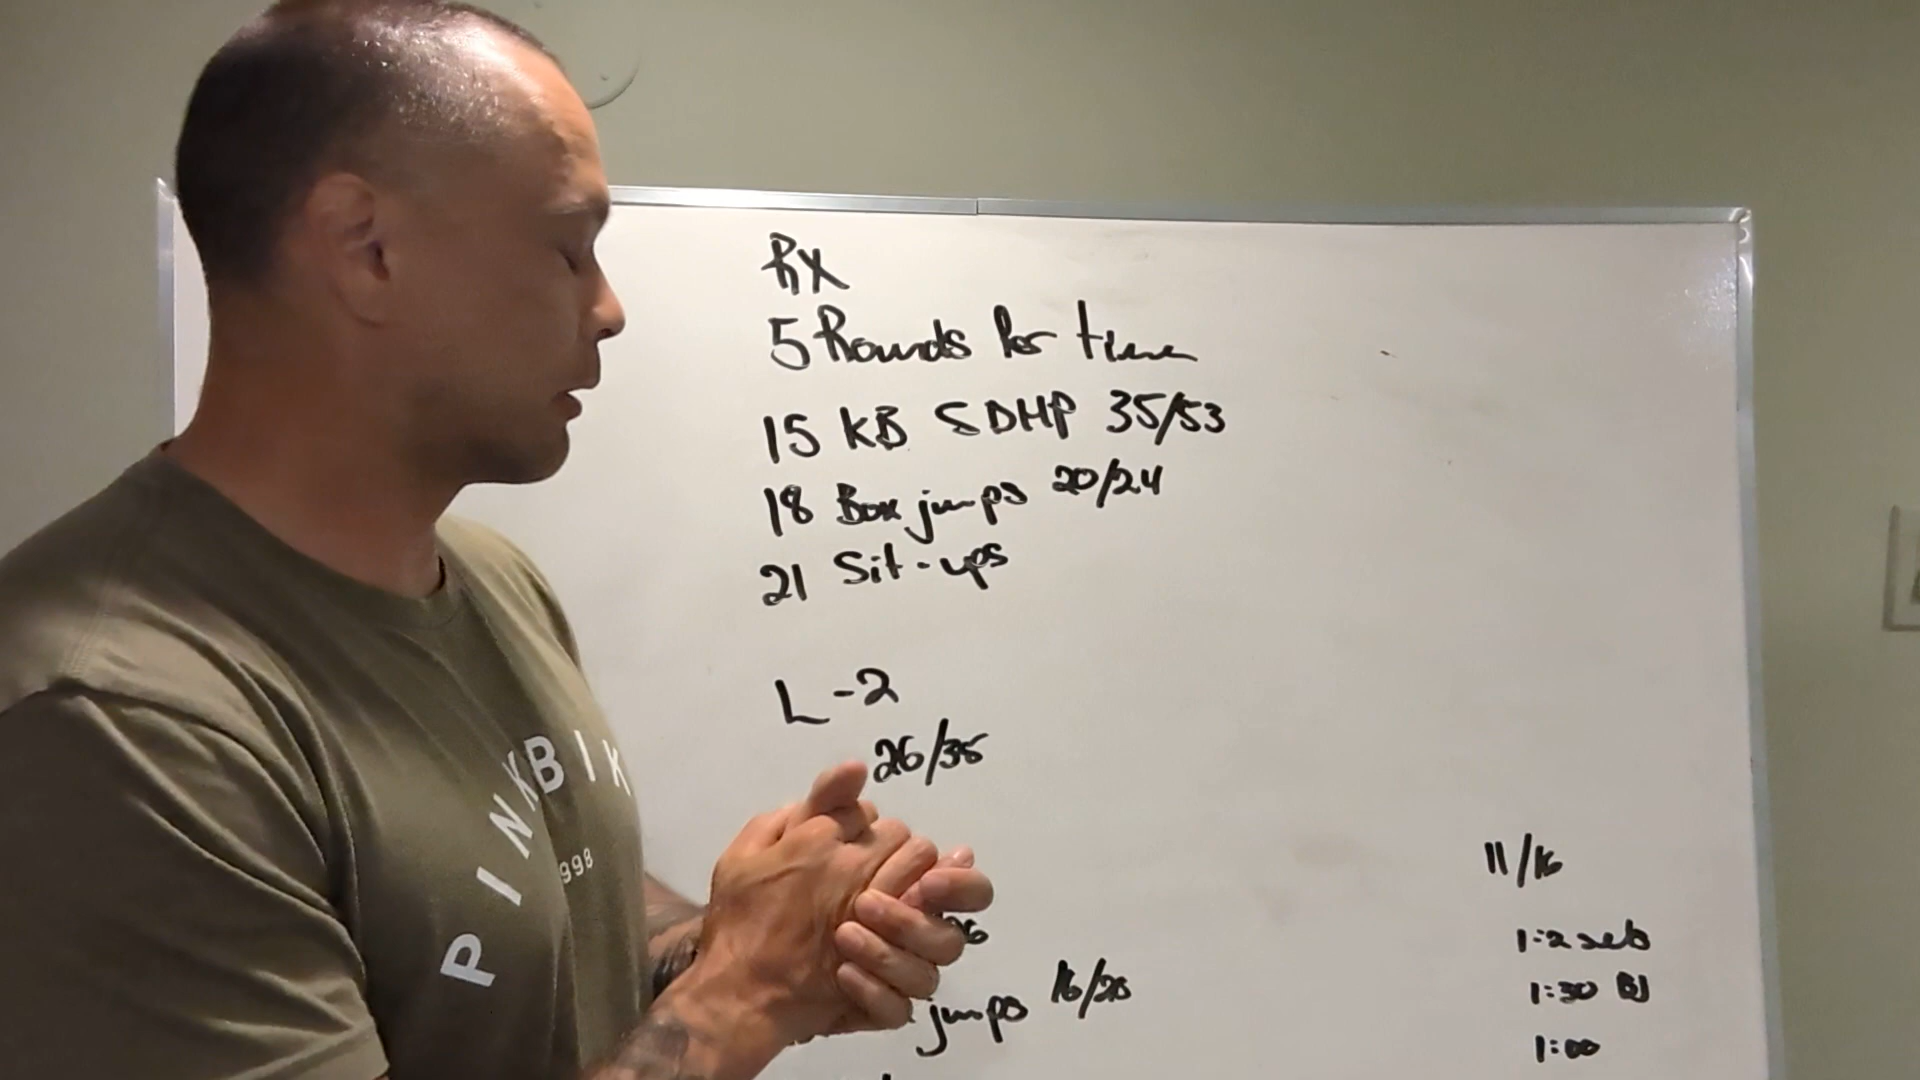 RX
5 Rounds for time
15 KB SDHP 35/53
18 Box jumps 20/24
21 Sit-ups
L-2
26/35
26
jumps 16/20
11/16
1:2 sets
1:30 BJ
1:00
PINKBIK
998